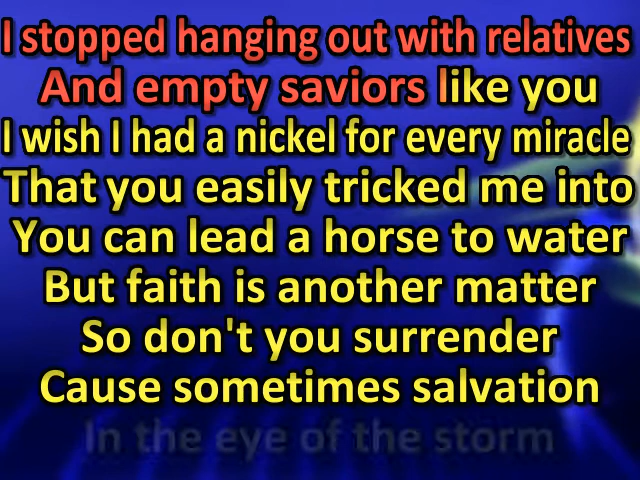 I stopped hanging out with relatives
And empty saviors like you
I wish I had a nickel for every miracle
That you easily tricked me into
You can lead a horse to water
But faith is another matter
So don't you surrender
Cause sometimes salvation
In the eye of the storm